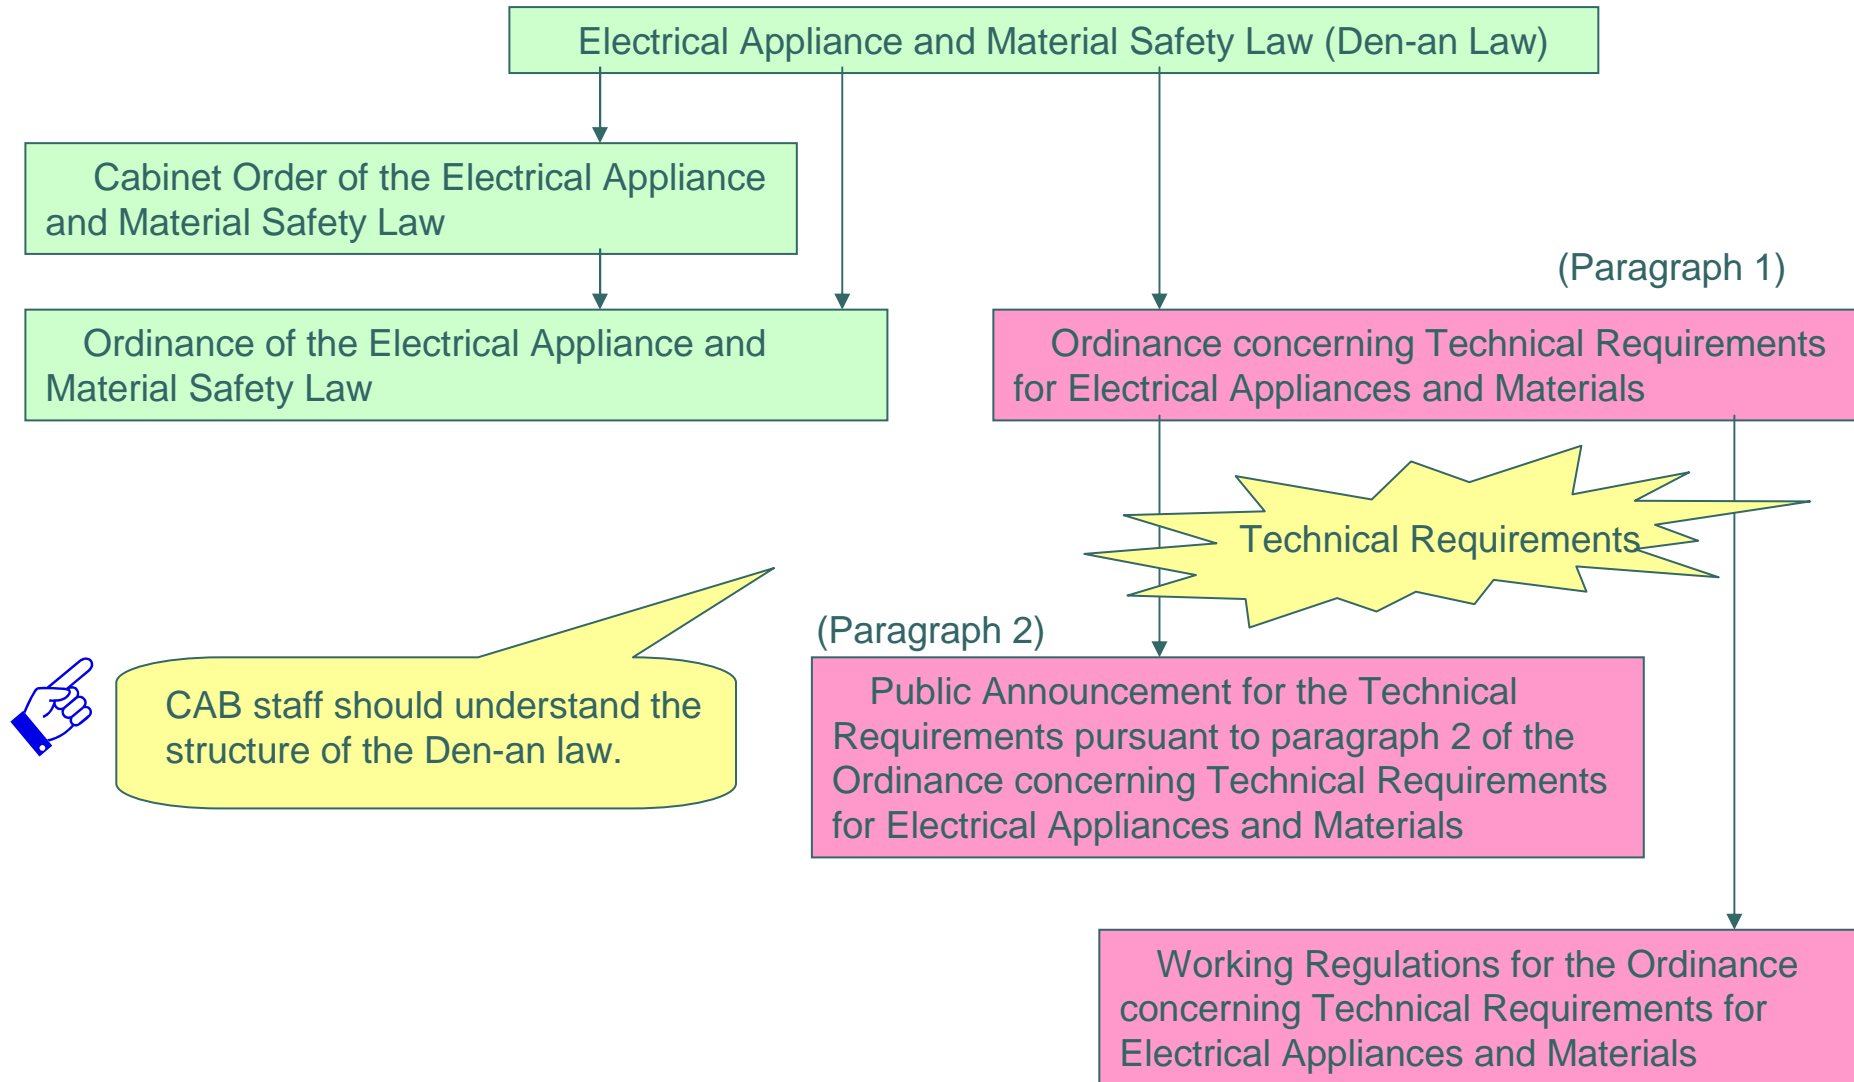 Electrical Appliance and Material Safety Law (Den-an Law)
Cabinet Order of the Electrical Appliance
and Material Safety Law
(Paragraph 1)
Ordinance of the Electrical Appliance and
Material Safety Law
Ordinance concerning Technical Requirements
for Electrical Appliances and Materials
Technical Requirements
(Paragraph 2)
CAB staff should understand the
structure of the Den-an law.
Public Announcement for the Technical
Requirements pursuant to paragraph 2 of the
Ordinance concerning Technical Requirements
for Electrical Appliances and Materials
Working Regulations for the Ordinance
concerning Technical Requirements for
Electrical Appliances and Materials